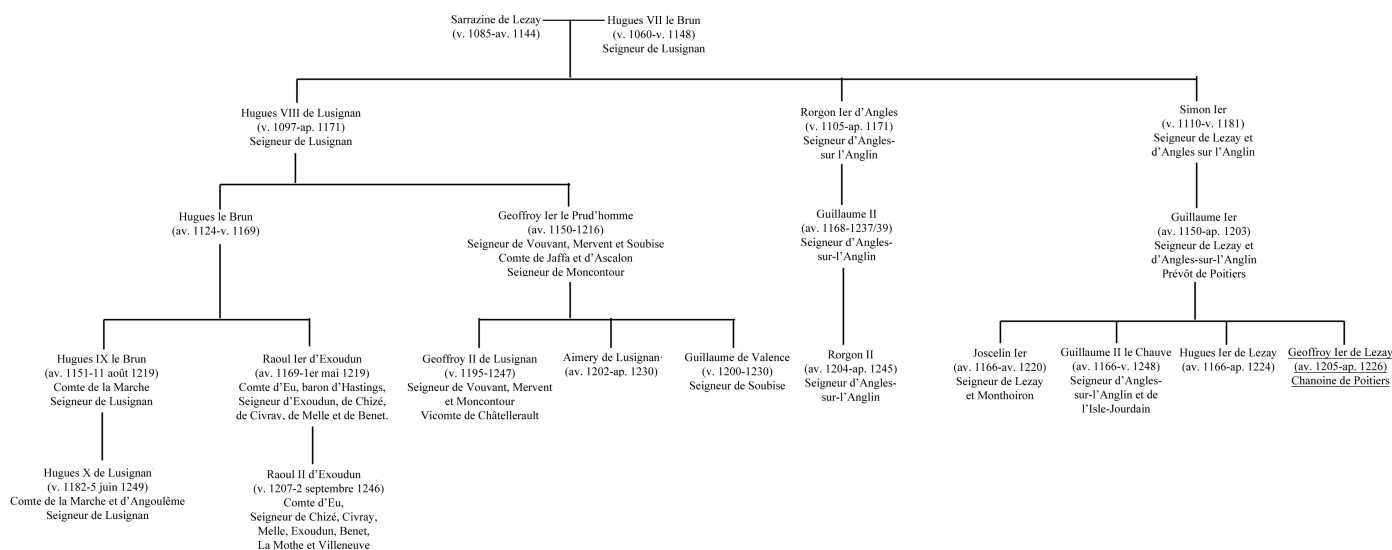 Sarrazine de Lezay
(v. 1085-av. 1144)
Hugues VII le Brun
(v. 1060-v. 1148)
Seigneur de Lusignan
Hugues VIII de Lusignan
(v. 1097-ap. 1171)
Seigneur de Lusignan
Rorgon Ier d'Angles
(v. 1105-ap. 1171)
Seigneur d'Angles-
sur l'Anglin
Simon Ier
(v. 1110-v. 1181)
Seigneur de Lezay et
d'Angles sur l'Anglin
Hugues le Brun
(av. 1124-v. 1169)
Geoffroy Ier le Prud'homme
(av. 1150-1216)
Seigneur de Vouvant, Mervent et Soubise
Comte de Jaffa et d'Ascalon
Seigneur de Moncontour
Guillaume II
(av. 1168-1237/39)
Seigneur d'Angles-
sur-l'Anglin
Guillaume Ier
(av. 1150-ap. 1203)
Seigneur de Lezay et
d'Angles-sur-l'Anglin
Prévôt de Poitiers
Hugues IX le Brun
(av. 1151-11 août 1219)
Comte de la Marche
Seigneur de Lusignan
Raoul Ier d'Exoudun
(av. 1169-1er mai 1219)
Comte d'Eu, baron d'Hastings,
Seigneur d'Exoudun, de Chizé,
de Civray, de Melle et de Benet.
Geoffroy II de Lusignan
(v. 1195-1247)
Seigneur de Vouvant, Mervent
et Moncontour
Vicomte de Châtellerault
Aimery de Lusignan
(av. 1202-ap. 1230)
Guillaume de Valence
(v. 1200-1230)
Seigneur de Soubise
Rorgon II
(av. 1204-ap. 1245)
Seigneur d'Angles-
sur-l'Anglin
Joscelin Ier
(av. 1166-av. 1220)
Seigneur de Lezay
et Monthoiron
Guillaume II le Chauve
(av. 1166-v. 1248)
Seigneur d'Angles-
sur-l'Anglin et de
l'Isle-Jourdain
Hugues Ier de Lezay
(av. 1166-ap. 1224)
Geoffroy Ier de Lezay
(av. 1205-ap. 1226)
Chanoine de Poitiers
Hugues X de Lusignan
(v. 1182-5 juin 1249)
Comte de la Marche et d'Angoulême
Seigneur de Lusignan
Raoul II d'Exoudun
(v. 1207-2 septembre 1246)
Comte d'Eu,
Seigneur de Chizé, Civray,
Melle, Exoudun, Benet,
La Mothe et Villeneuve